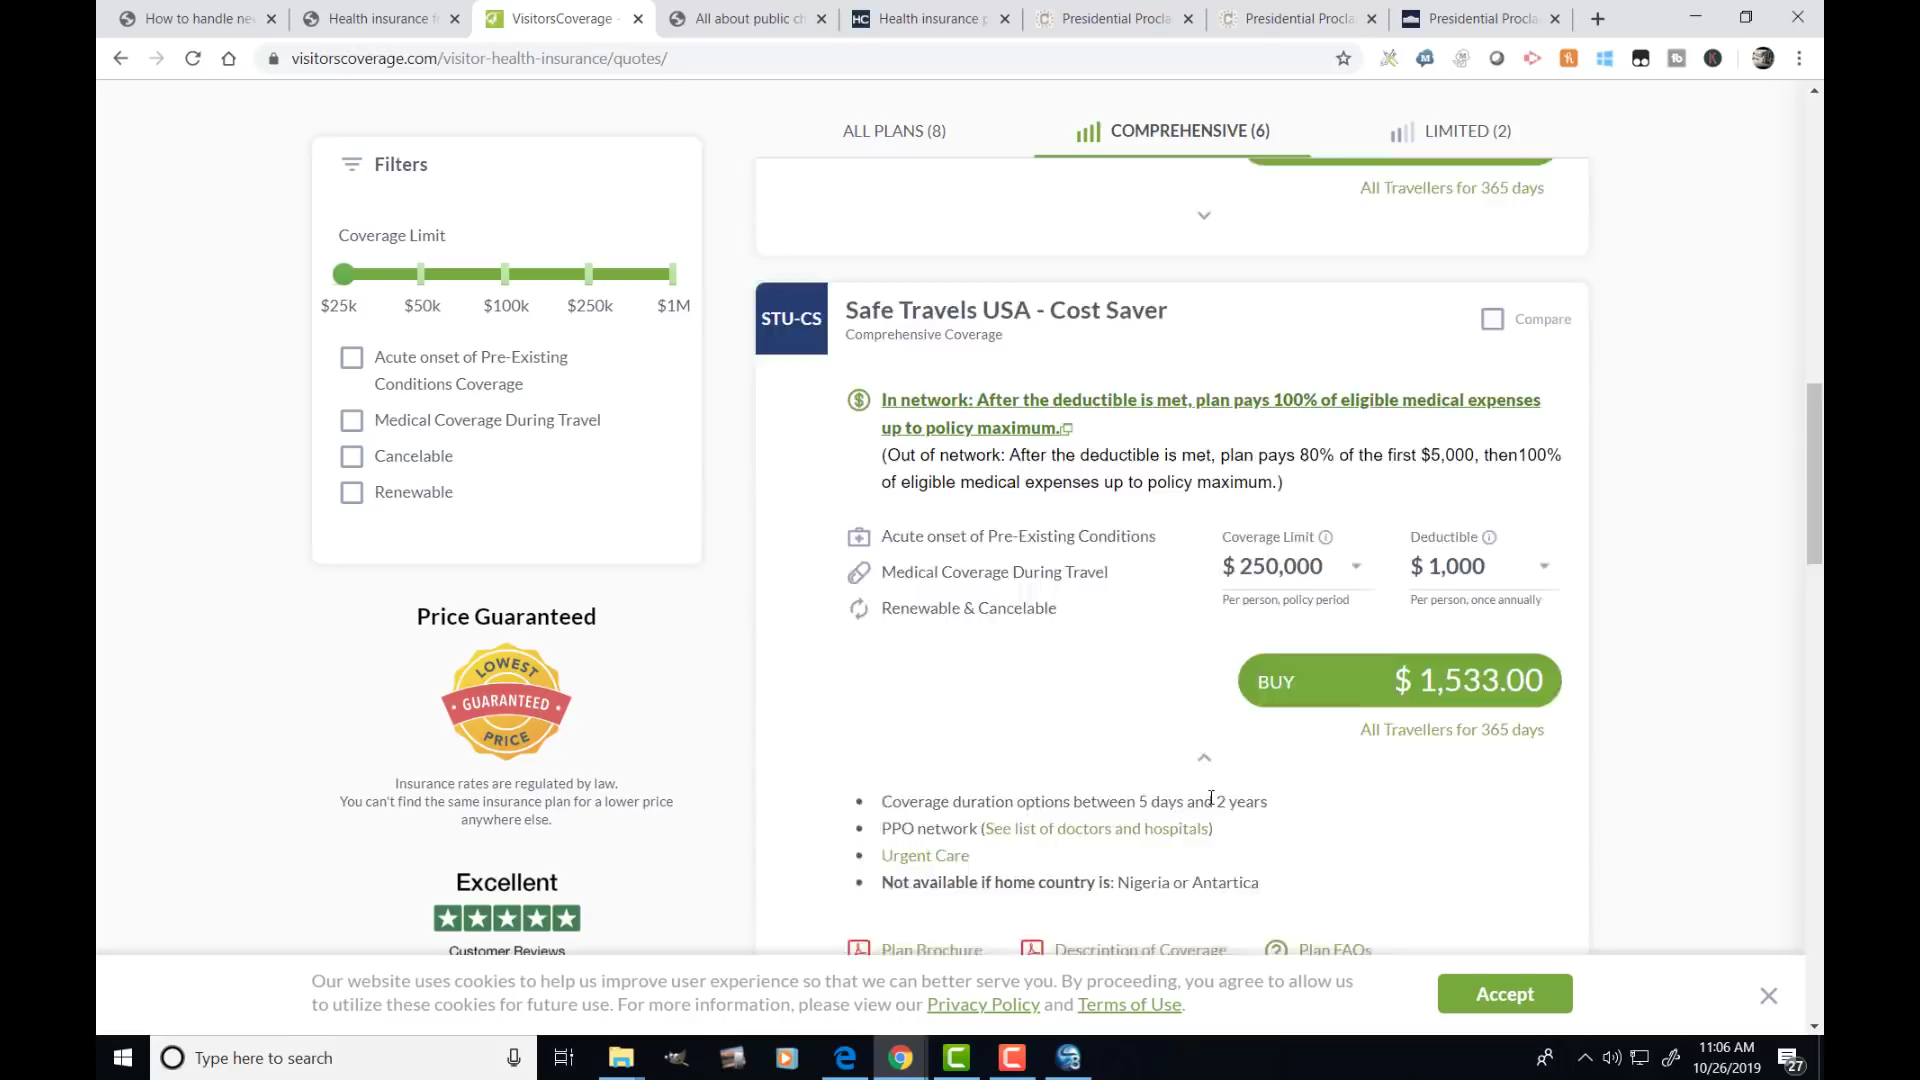 How to handle ne
Health insurance f
VisitorsCoverage -
All about public ch
HC
Health insurance p
Presidential Procla
Presidential Procla
Presidential Procla
visitorscoverage.com/visitor-health-insurance/quotes/
ALL PLANS (8)
COMPREHENSIVE (6)
LIMITED (2)
Filters
Coverage Limit
$25k
$50k
$100k
$250k
$1M
Acute onset of Pre-Existing
Conditions Coverage
Medical Coverage During Travel
Cancelable
Renewable
Price Guaranteed
LOWEST
GUARANTEED
PRICE
Insurance rates are regulated by law.
You can't find the same insurance plan for a lower price
anywhere else.
Excellent
Customer Reviews
All Travellers for 365 days
STU-CS
Safe Travels USA - Cost Saver
Comprehensive Coverage
Compare
In network: After the deductible is met, plan pays 100% of eligible medical expenses
up to policy maximum.
(Out of network: After the deductible is met, plan pays 80% of the first $5,000, then100%
of eligible medical expenses up to policy maximum.)
Acute onset of Pre-Existing Conditions
Medical Coverage During Travel
Renewable & Cancelable
Coverage Limit
$ 250,000
Per person, policy period
Deductible
$ 1,000
Per person, once annually
BUY $ 1,533.00
All Travellers for 365 days
Coverage duration options between 5 days and 2 years
PPO network (See list of doctors and hospitals)
Urgent Care
Not available if home country is: Nigeria or Antartica
Plan Brochure
Description of Coverage
Plan FAQs
Our website uses cookies to help us improve user experience so that we can better serve you. By proceeding, you agree to allow us
to utilize these cookies for future use. For more information, please view our Privacy Policy and Terms of Use.
Accept
Type here to search
11:06 AM
10/26/2019
27